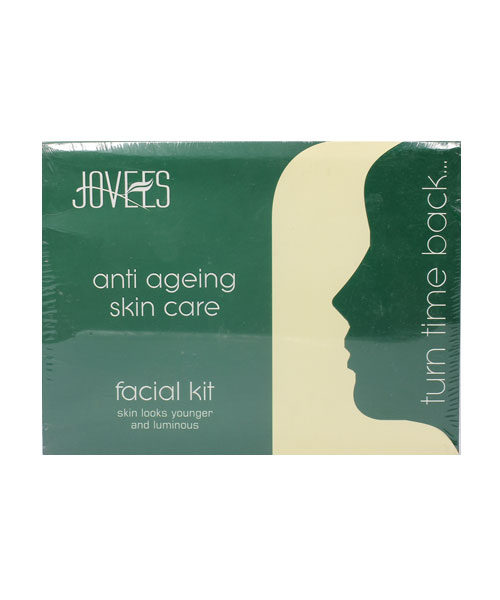 JOVEES
anti ageing
skin care
facial kit
skin looks younger
and luminous
turn time back...